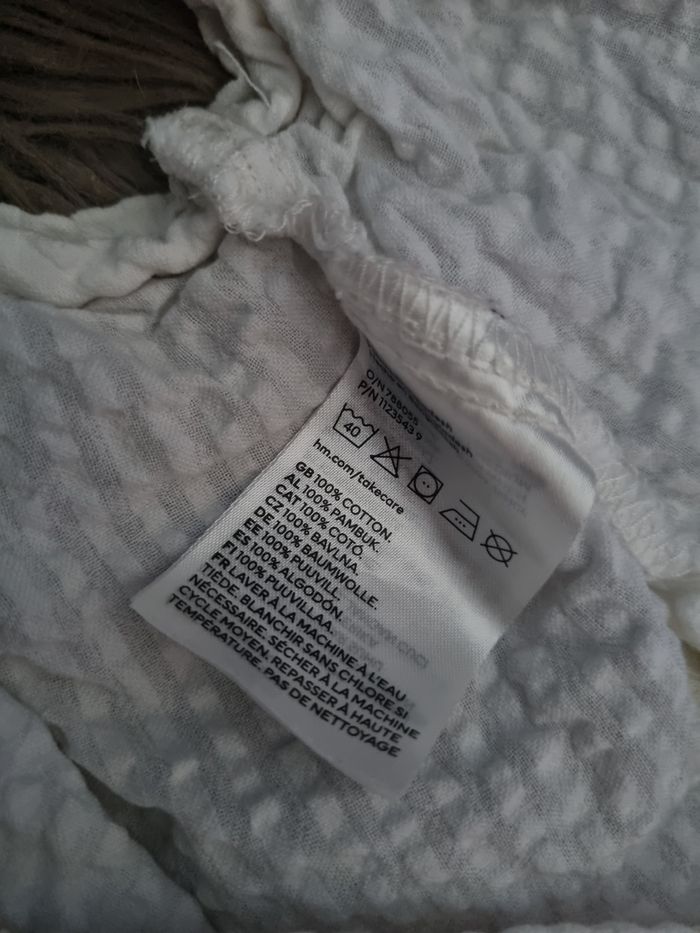 O/N 788055
P/N 1123543 9
40
hm.com/takecare
GB 100% COTTON.
AL 100% PAMBUK.
CAT 100% COTÓ.
CZ 100% BAVLNA.
DE 100% BAUMWOLLE.
EE 100% PUUVILL.
ES 100% ALGODÓN.
FI 100% PUUVILLAA.
FR LAVER À LA MACHINE À L'EAU
TIÈDE. BLANCHIR SANS CHLORE SI
NÉCESSAIRE. SÉCHER À LA MACHINE
CYCLE MOYEN. REPASSER À HAUTE
TEMPÉRATURE. PAS DE NETTOYAGE